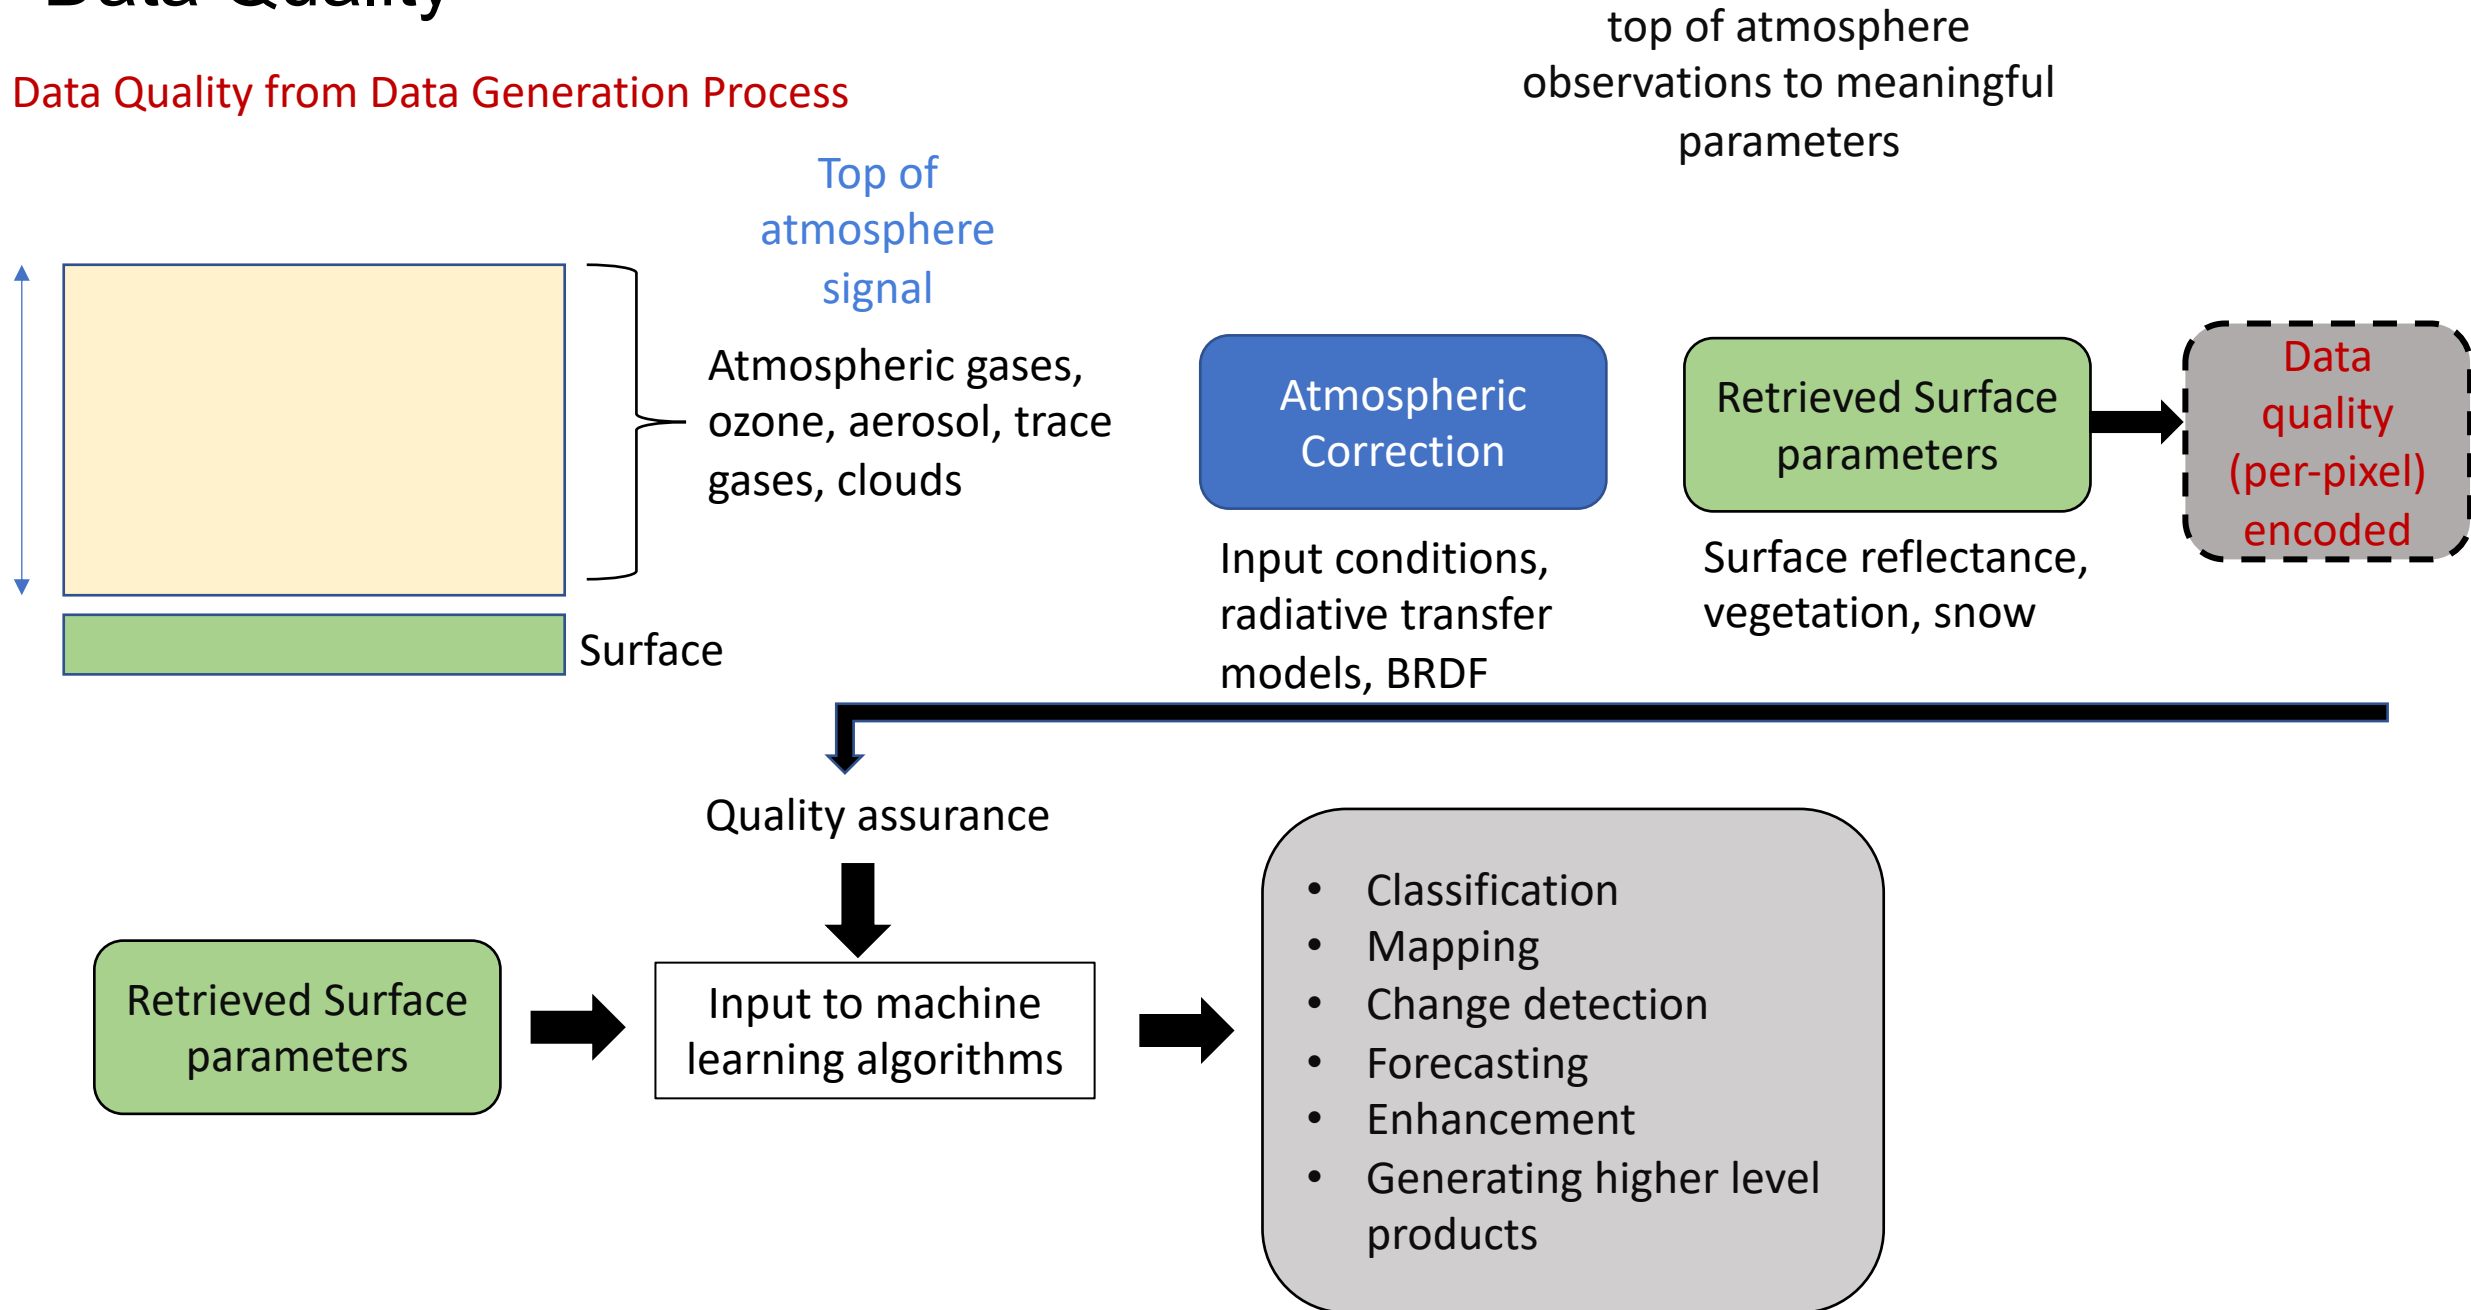 Data Quality
top of atmosphere
observations to meaningful
parameters
Data Quality from Data Generation Process
Top of
atmosphere
signal
Atmospheric gases,
ozone, aerosol, trace
gases, clouds
Surface
Atmospheric
Correction
Input conditions,
radiative transfer
models, BRDF
Retrieved Surface
parameters
Surface reflectance,
vegetation, snow
Data
quality
(per-pixel)
encoded
Quality assurance
Retrieved Surface
parameters
Input to machine
learning algorithms
• Classification
• Mapping
• Change detection
• Forecasting
• Enhancement
• Generating higher level
products